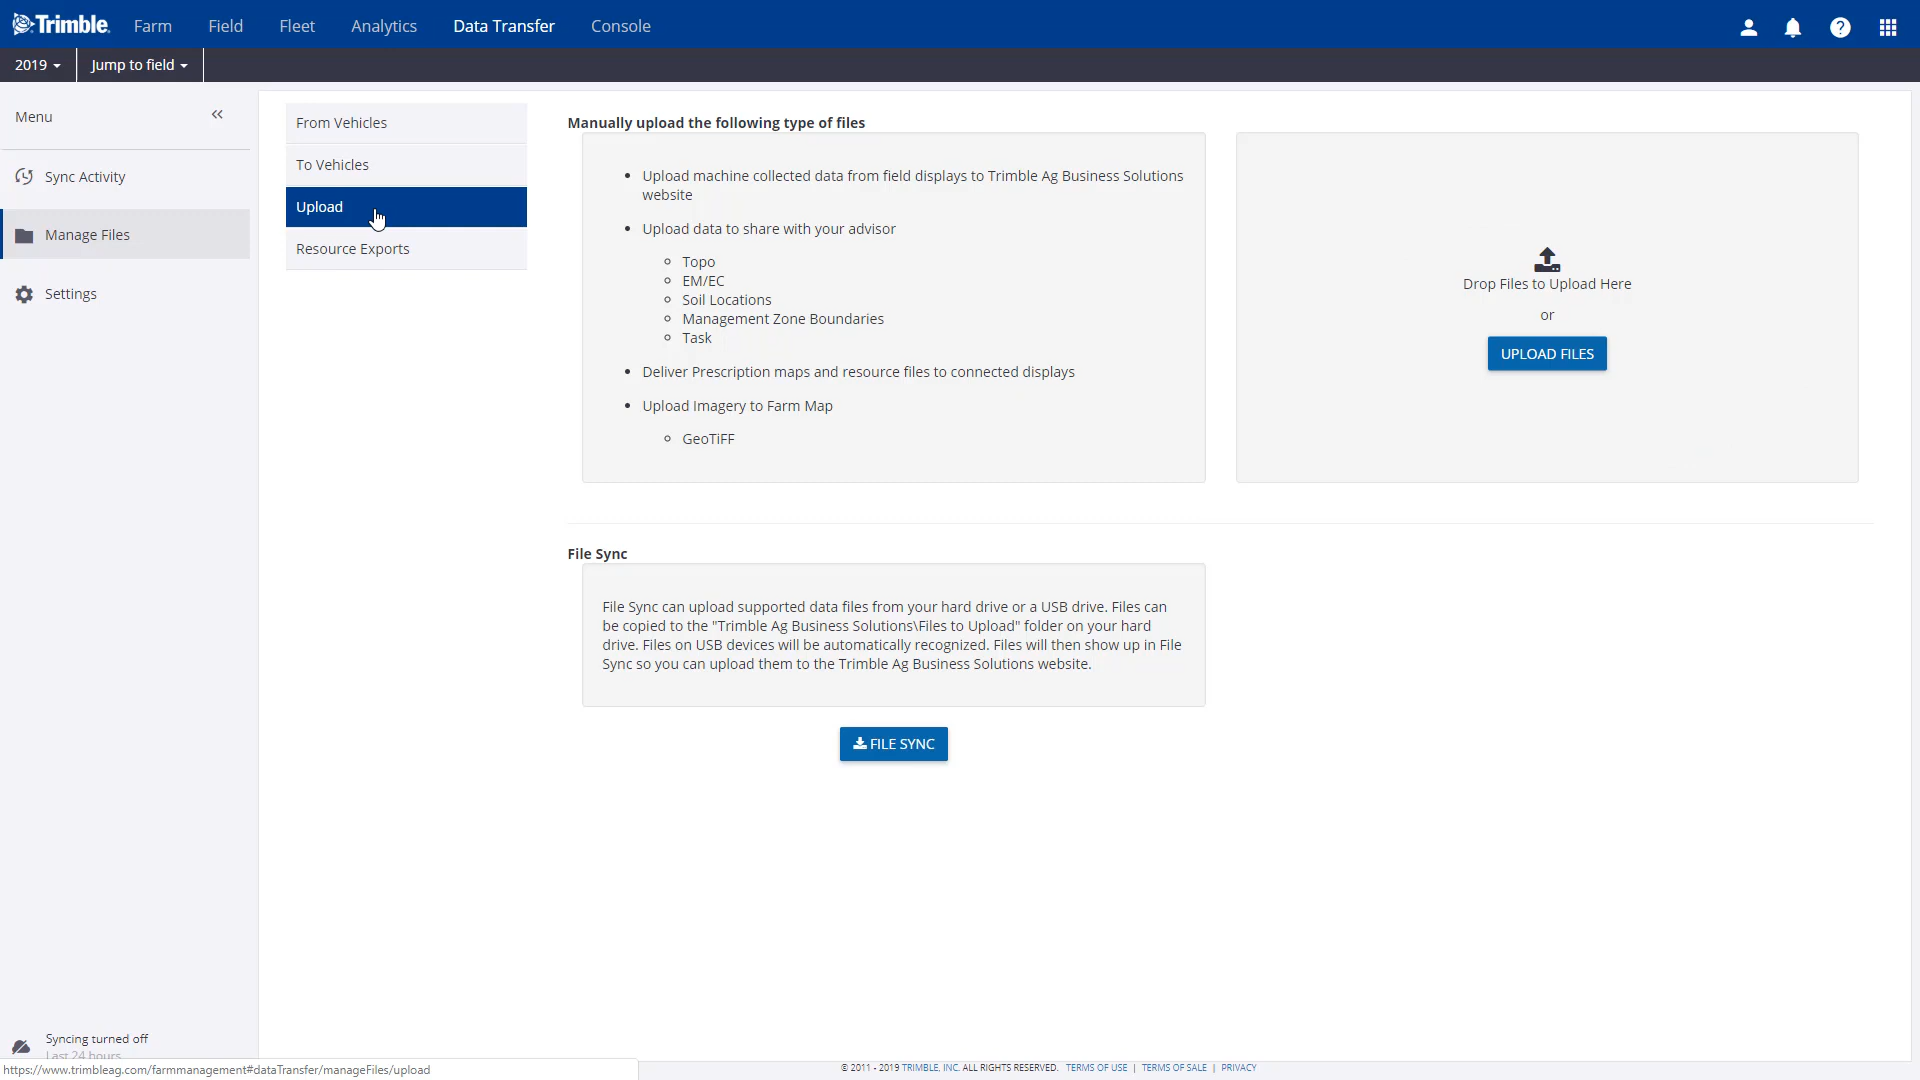 Trimble. Farm Field Fleet Analytics Data Transfer Console
2019 Jump to field
Menu
Sync Activity
Manage Files
Settings
From Vehicles
To Vehicles
Upload
Resource Exports
Manually upload the following type of files
• Upload machine collected data from field displays to Trimble Ag Business Solutions
website
• Upload data to share with your advisor
Topo
EM/EC
Soil Locations
Management Zone Boundaries
Task
• Deliver Prescription maps and resource files to connected displays
• Upload Imagery to Farm Map
GeoTiFF
Drop Files to Upload Here
or
UPLOAD FILES
File Sync
File Sync can upload supported data files from your hard drive or a USB drive. Files can
be copied to the "Trimble Ag Business Solutions\Files to Upload" folder on your hard
drive. Files on USB devices will be automatically recognized. Files will then show up in File
Sync so you can upload them to the Trimble Ag Business Solutions website.
FILE SYNC
Syncing turned off
Last 24 hours
https://www.trimbleag.com/farmmanagement#dataTransfer/manageFiles/upload
© 2011 - 2019 TRIMBLE, INC. ALL RIGHTS RESERVED. TERMS OF USE | TERMS OF SALE | PRIVACY